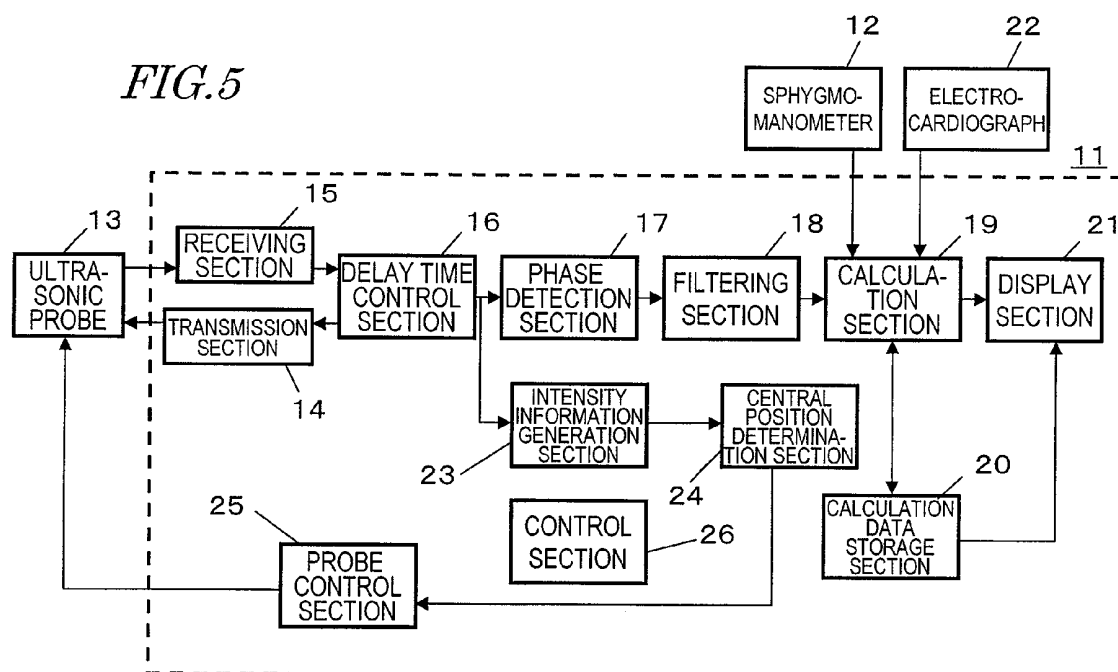 FIG.5
12
22
SPHYGMO-
MANOMETER
ELECTRO-
CARDIOGRAPH
11
13
15
16
17
18
19
21
ULTRA-
SONIC
PROBE
RECEIVING
SECTION
DELAY TIME
CONTROL
SECTION
PHASE
DETECTION
SECTION
FILTERING
SECTION
CALCULA-
TION
SECTION
DISPLAY
SECTION
TRANSMISSION
SECTION
14
INTENSITY
INFORMATION
GENERATION
SECTION
23
CENTRAL
POSITION
DETERMINA-
TION SECTION
24
20
CALCULATION
DATA
STORAGE
SECTION
CONTROL
SECTION
26
25
PROBE
CONTROL
SECTION